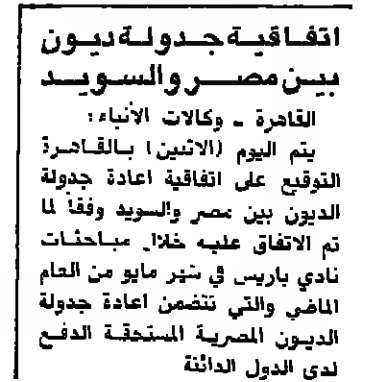 اتفاقية جدولة ديون
بين مصر والسويد
القاهرة - وكالات الأنباء:
يتم اليوم (الاثنين) بالقاهرة
التوقيع على اتفاقية اعادة جدولة
الديون بين مصر والسويد وفقاً لما
تم الاتفاق عليه خلال مباحثات
نادي باريس في شهر مايو من العام
الماضي والتي تتضمن اعادة جدولة
الديون المصرية المستحقة الدفع
لدى الدول الدائنة